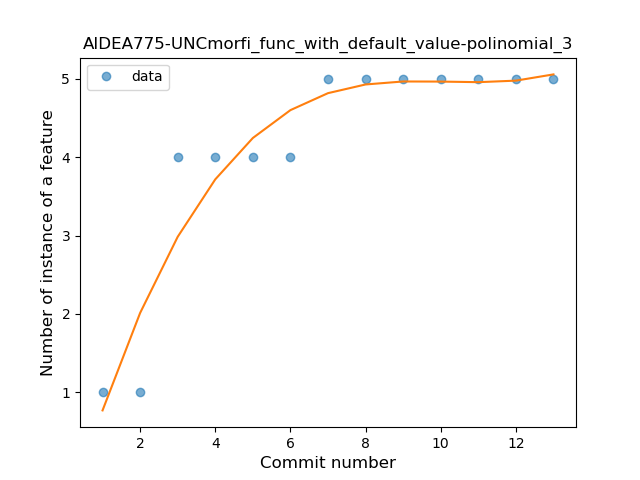 AIDEA775-UNCmorfi_func_with_default_value-polinomial_3
data
Number of instance of a feature
5
4
3
2
1
2 4 6 8 10 12
Commit number